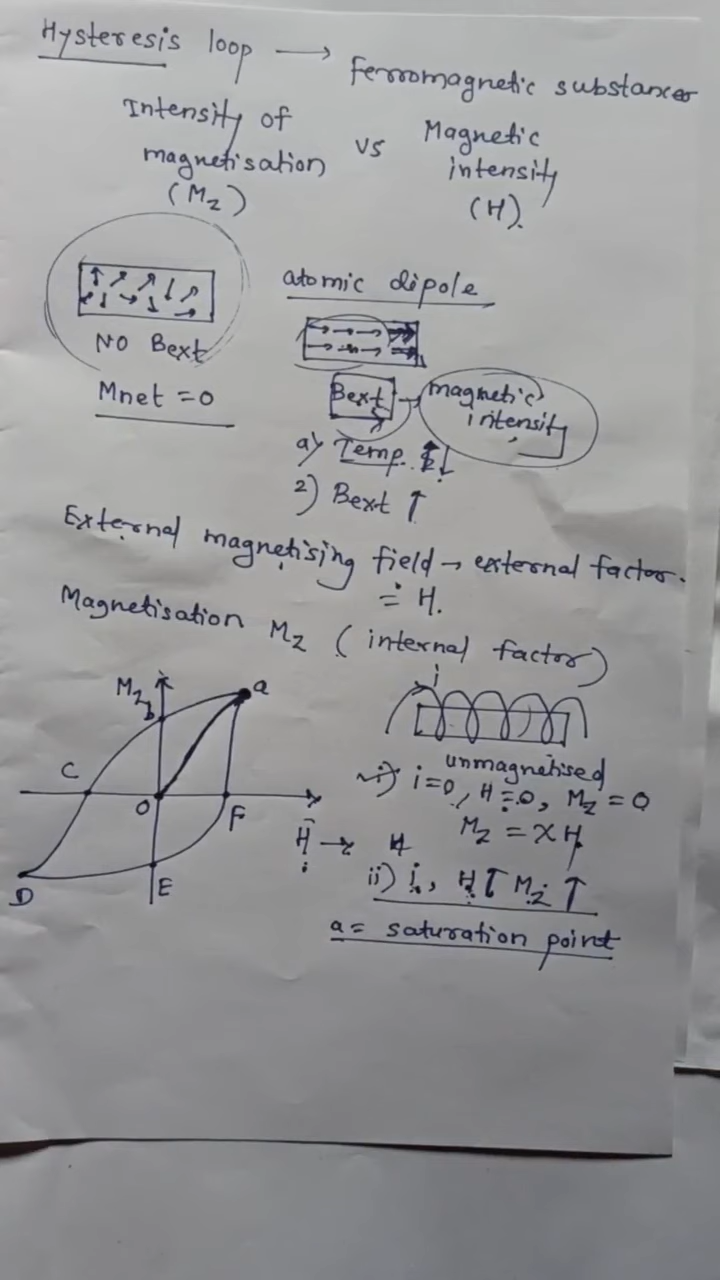 Hysteresis loop → Ferromagnetic substances
Intensity of magnetisation (Mz) vs Magnetic intensity (H).
NO Bext
Mnet = 0
atomic dipole
Bext → magnetic intensity
a) Temp. ↓
2) Bext ↑
External magnetising field → external factor.
= H.
Magnetisation Mz (internal factor)
Mz
b
a
C
O
F
H
D
E
i
unmagnetised
i) i=0, H=0, Mz=0
Mz = χH
ii) i, H↑ Mz ↑
a = saturation point